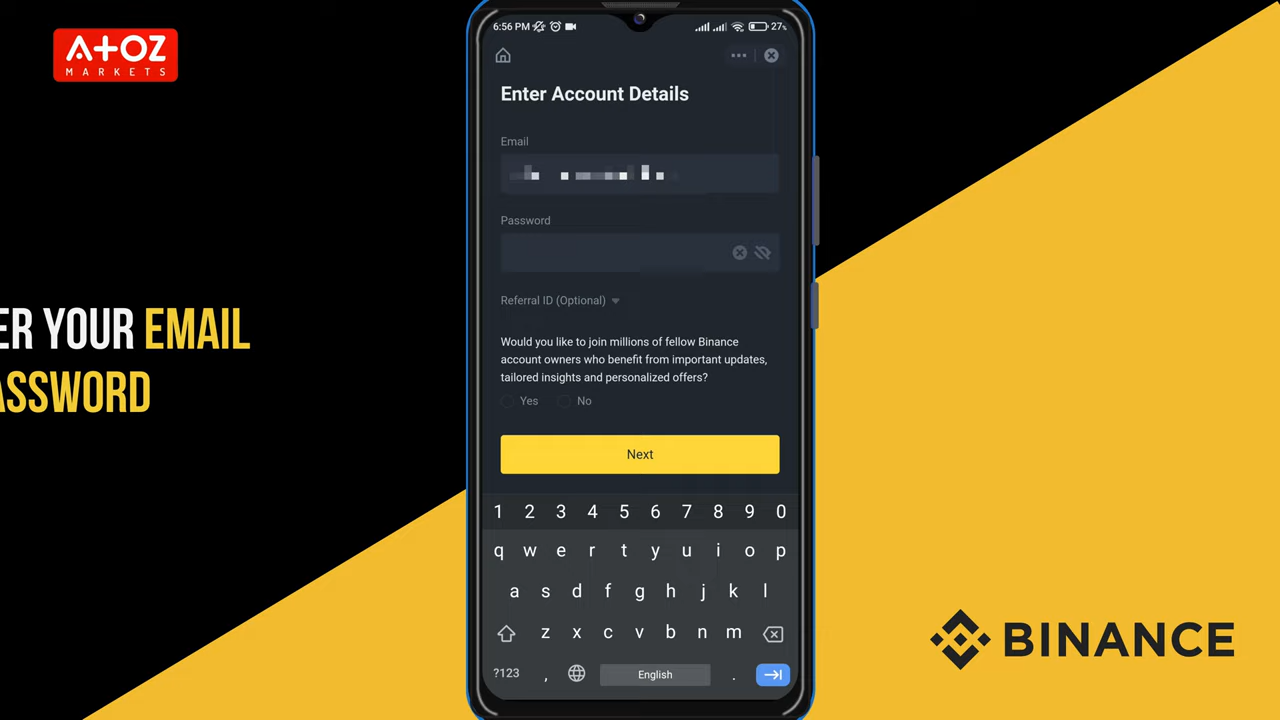 A+OZ
MARKETS
6:56 PM
27%
Enter Account Details
Email
Password
Referral ID (Optional)
Would you like to join millions of fellow Binance
account owners who benefit from important updates,
tailored insights and personalized offers?
Yes No
Next
ER YOUR EMAIL
ASSWORD
1 2 3 4 5 6 7 8 9 0
q w e r t y u i o p
a s d f g h j k l
z x c v b n m
?123 , English .
BINANCE